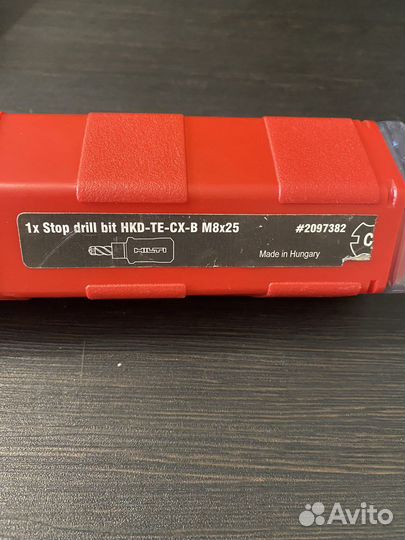 1x Stop drill bit HKD-TE-CX-B M8x25 #2097382
HILTI
C
Made in Hungary
Avito